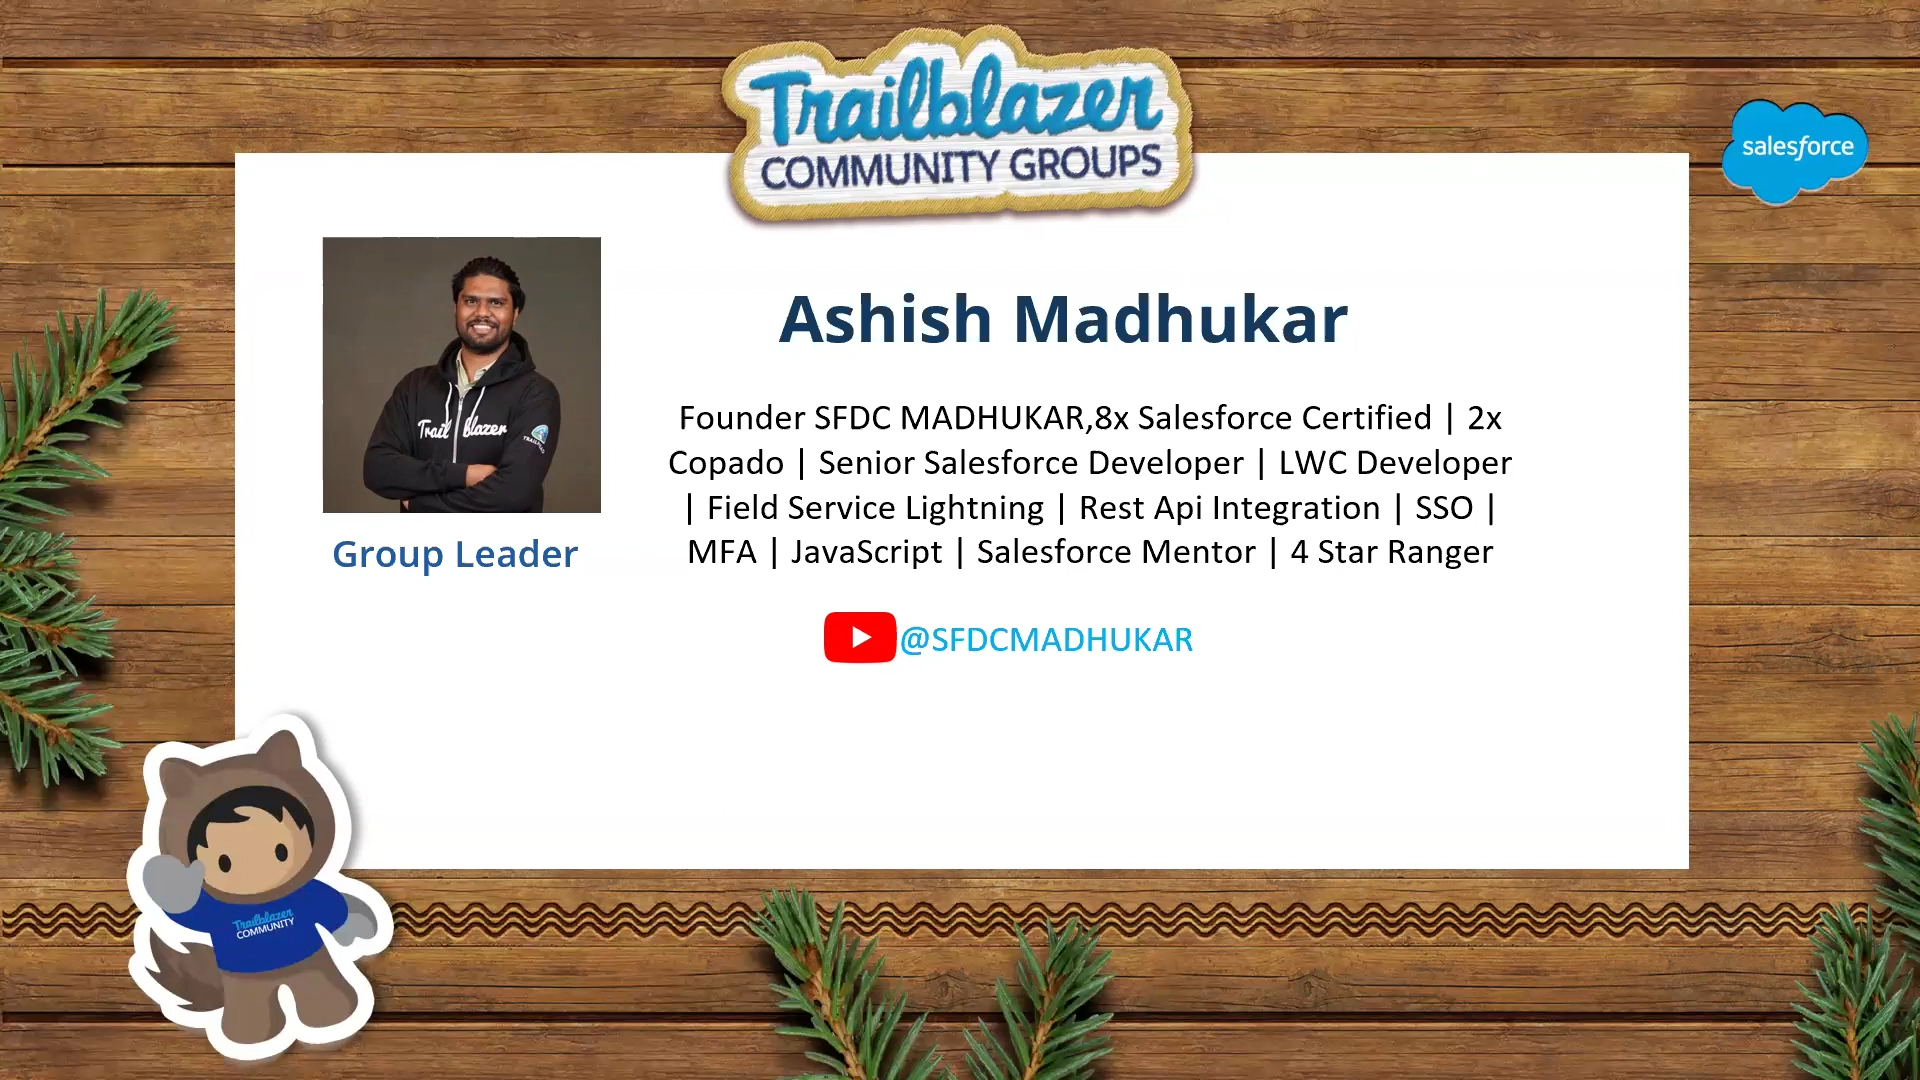 Trailblazer
COMMUNITY GROUPS
salesforce
Ashish Madhukar
Trailblazer
Founder SFDC MADHUKAR,8x Salesforce Certified | 2x
Copado | Senior Salesforce Developer | LWC Developer
| Field Service Lightning | Rest Api Integration | SSO |
MFA | JavaScript | Salesforce Mentor | 4 Star Ranger
Group Leader
@SFDCMADHUKAR
Trailblazer
COMMUNITY